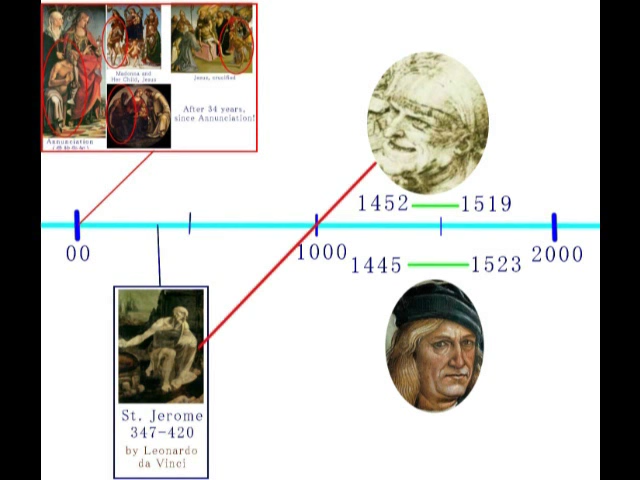 Madonna and
Her Child, Jesus
Jesus, crucified
After 34 years,
since Annunciation!
Annunciation
1452
1519
00
1000
2000
1445
1523
St. Jerome
347-420
by Leonardo
da Vinci